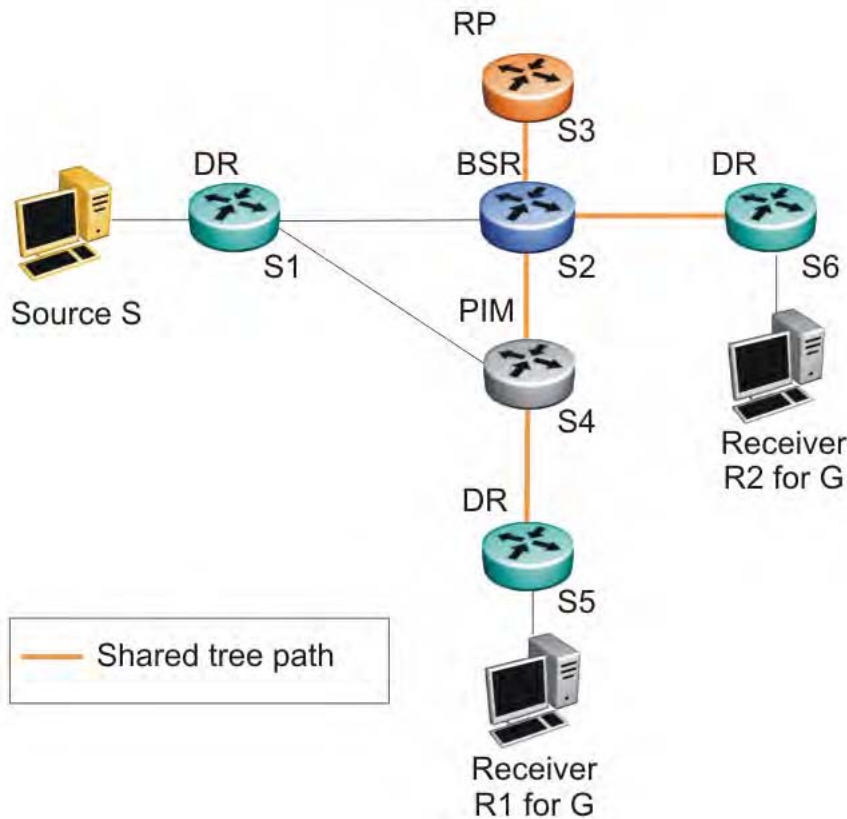 RP
S3
DR
BSR
DR
S1
S2
S6
Source S
PIM
S4
Receiver
R2 for G
DR
S5
Shared tree path
Receiver
R1 for G